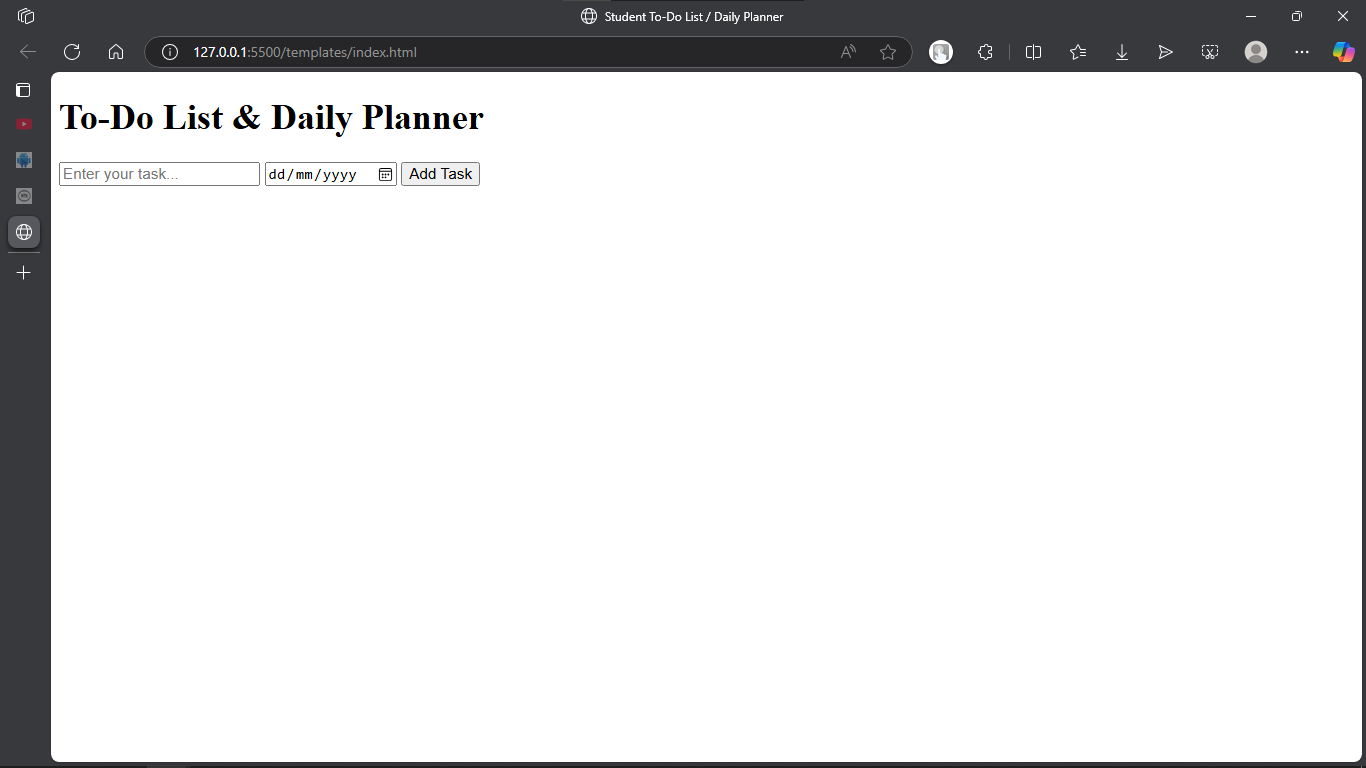 Student To-Do List / Daily Planner
127.0.0.1:5500/templates/index.html
To-Do List & Daily Planner
Enter your task... dd/mm/yyyy Add Task